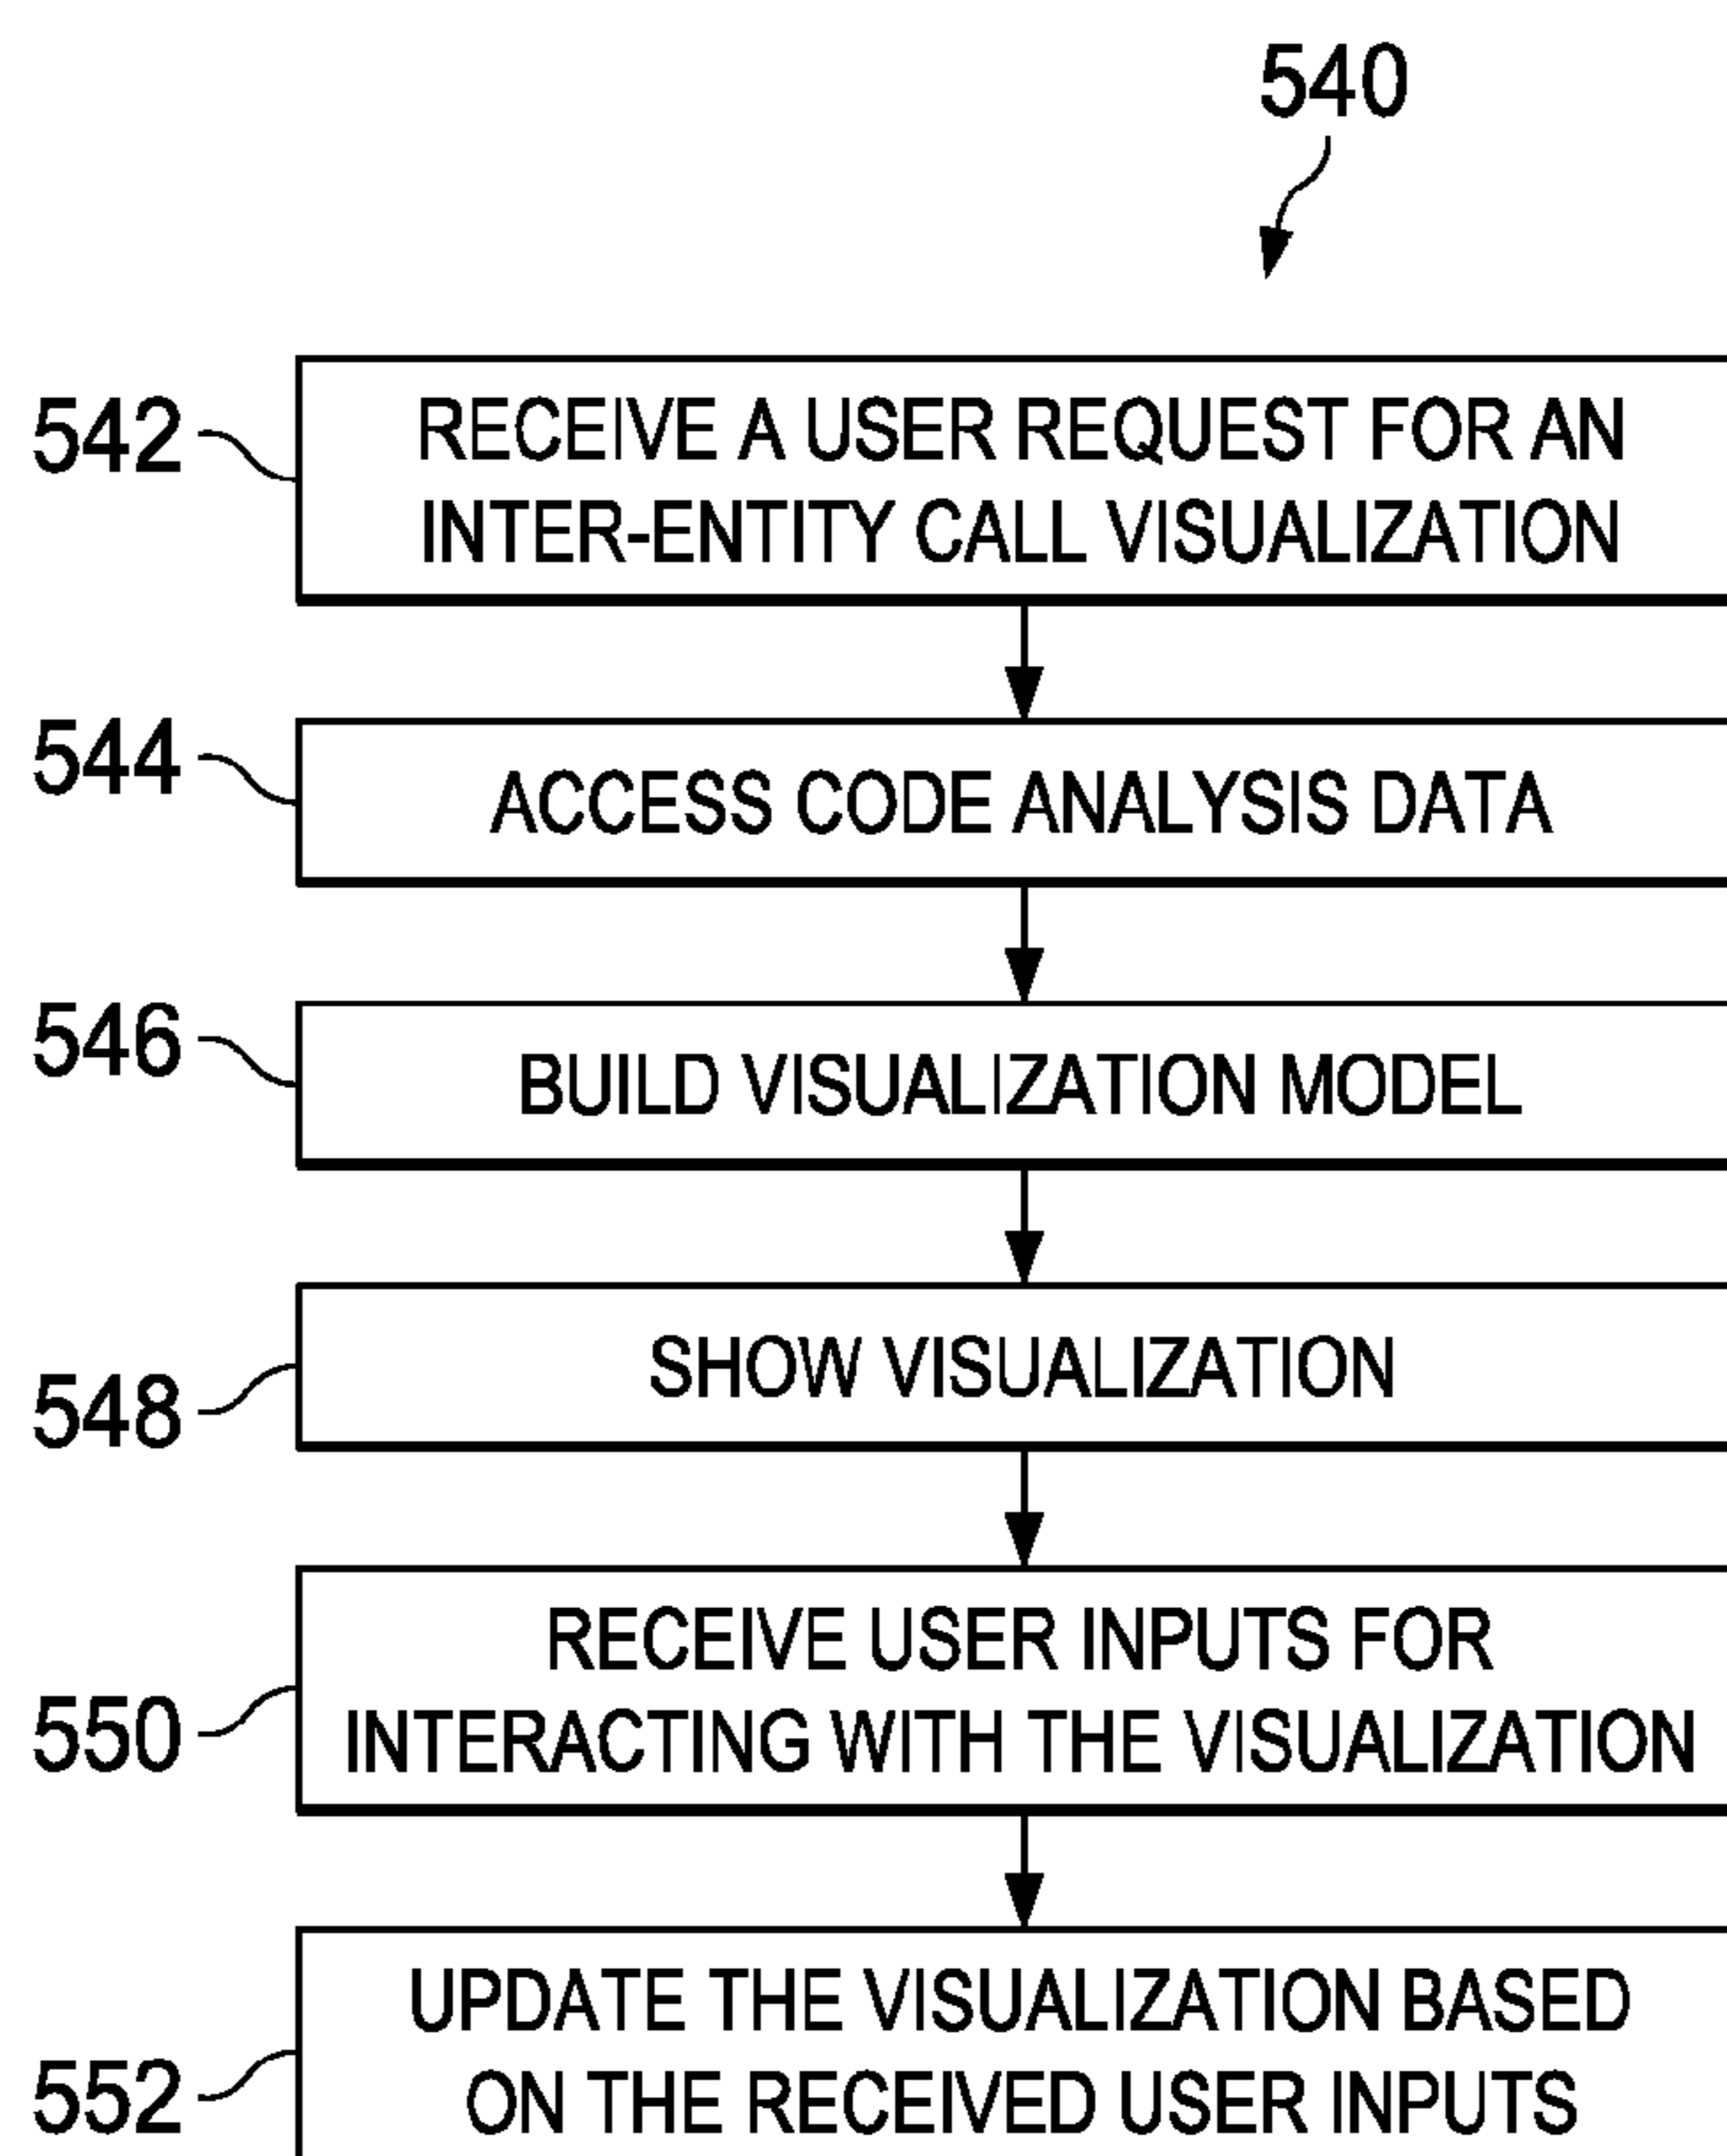 540
542
RECEIVE A USER REQUEST FOR AN
INTER-ENTITY CALL VISUALIZATION
544
ACCESS CODE ANALYSIS DATA
546
BUILD VISUALIZATION MODEL
548
SHOW VISUALIZATION
550
RECEIVE USER INPUTS FOR
INTERACTING WITH THE VISUALIZATION
552
UPDATE THE VISUALIZATION BASED
ON THE RECEIVED USER INPUTS